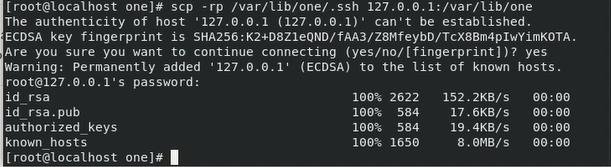 [root@localhost one]# scp -rp /var/lib/one/.ssh 127.0.0.1:/var/lib/one
The authenticity of host '127.0.0.1 (127.0.0.1)' can't be established.
ECDSA key fingerprint is SHA256:K2+D8Z1eQND/fAA3/Z8MfeybD/TcX8Bm4pIwYimKOTA.
Are you sure you want to continue connecting (yes/no/[fingerprint])? yes
Warning: Permanently added '127.0.0.1' (ECDSA) to the list of known hosts.
root@127.0.0.1's password:
id_rsa 100% 2622 152.2KB/s 00:00
id_rsa.pub 100% 584 17.6KB/s 00:00
authorized_keys 100% 584 19.4KB/s 00:00
known_hosts 100% 1650 8.0MB/s 00:00
[root@localhost one]#